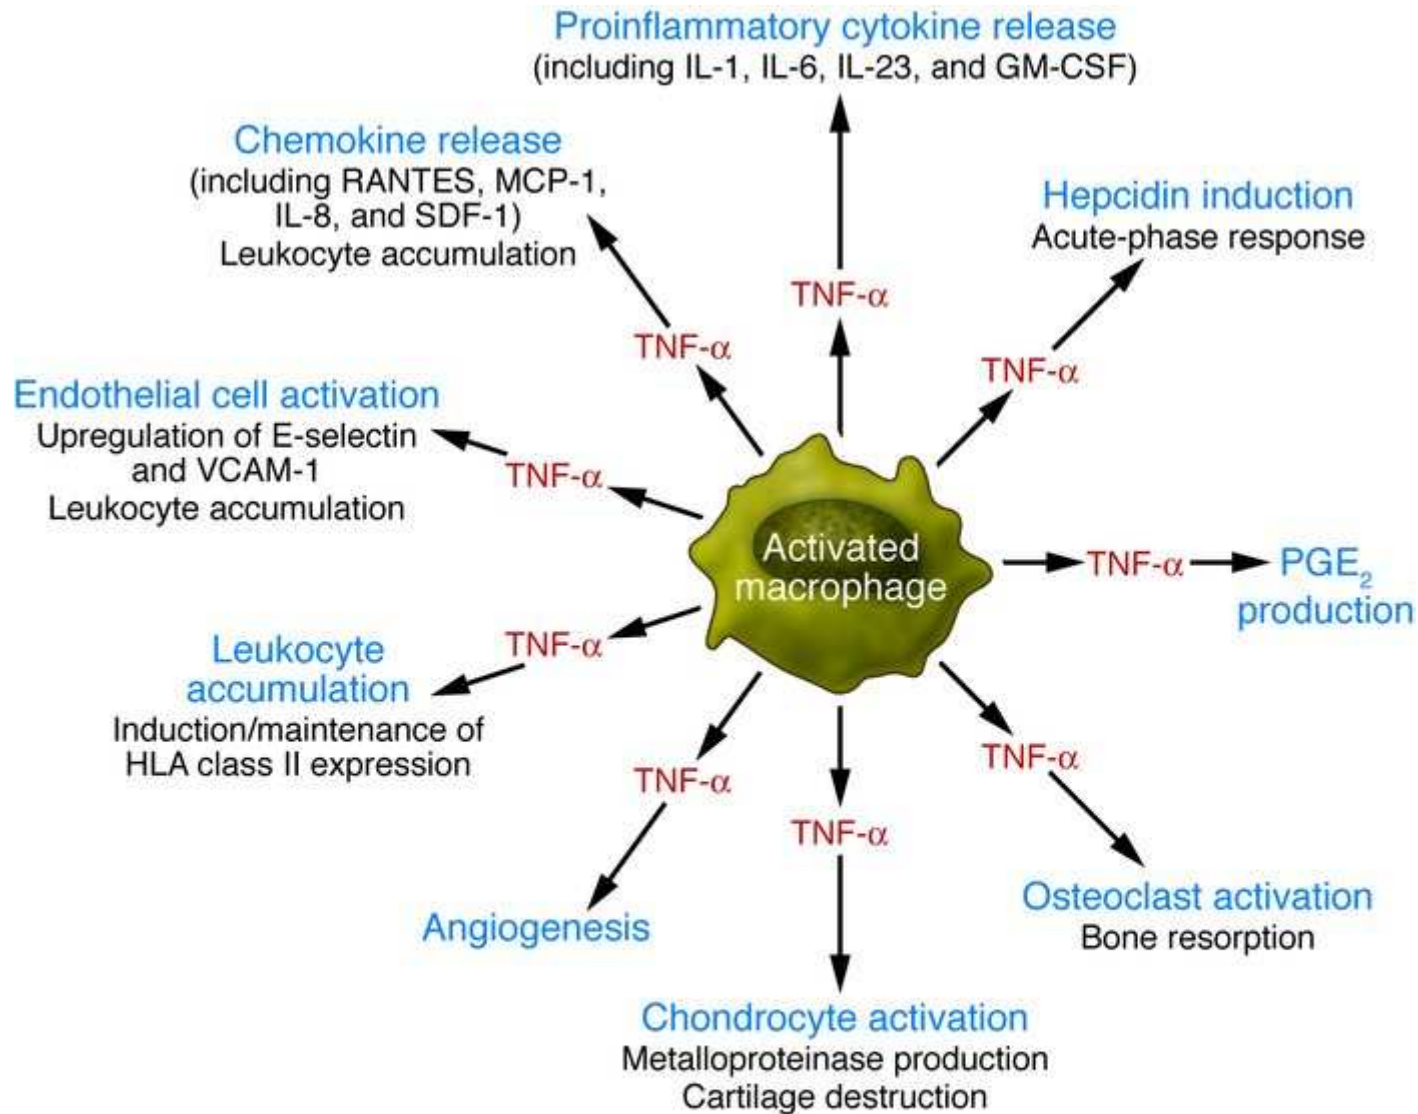 Proinflammatory cytokine release
(including IL-1, IL-6, IL-23, and GM-CSF)
Chemokine release
(including RANTES, MCP-1,
IL-8, and SDF-1)
Leukocyte accumulation
Hepcidin induction
Acute-phase response
TNF-α
TNF-α
TNF-α
Endothelial cell activation
Upregulation of E-selectin
and VCAM-1
Leukocyte accumulation
TNF-α
Activated
macrophage
TNF-α
PGE₂
production
Leukocyte
accumulation
Induction/maintenance of
HLA class II expression
TNF-α
TNF-α
TNF-α
TNF-α
Angiogenesis
Osteoclast activation
Bone resorption
Chondrocyte activation
Metalloproteinase production
Cartilage destruction